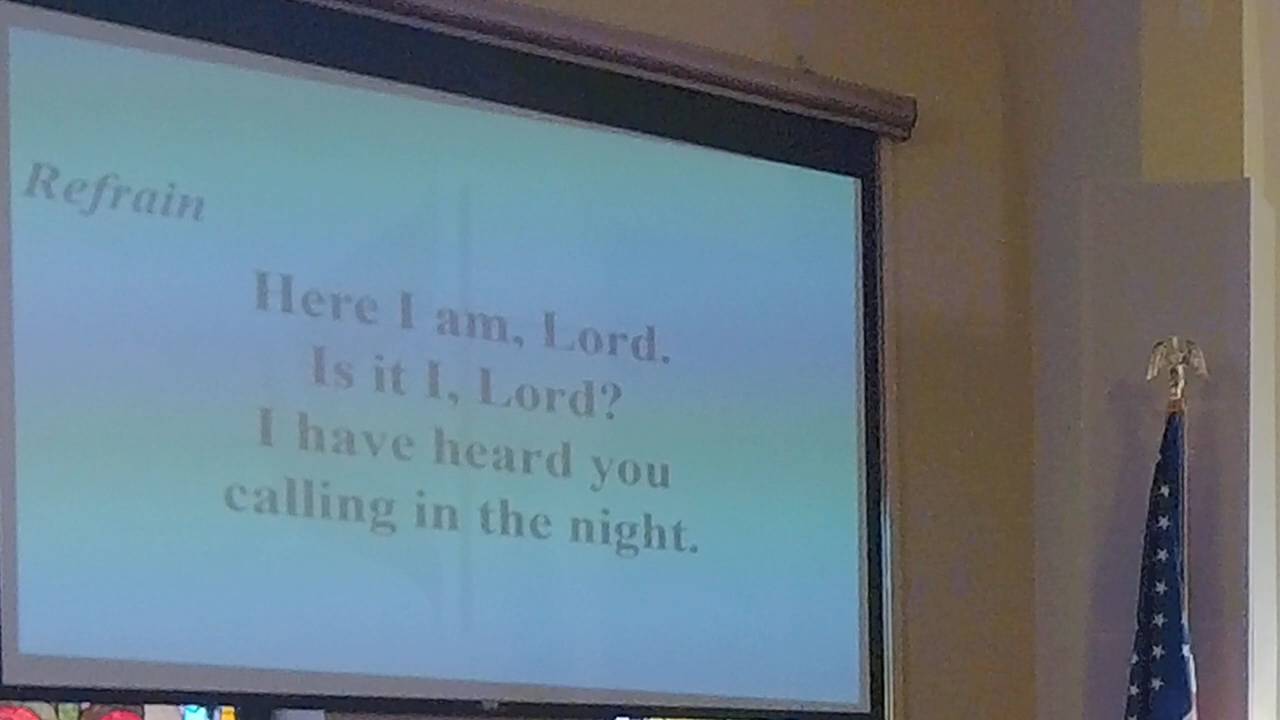 Refrain
Here I am, Lord.
Is it I, Lord?
I have heard you
calling in the night.